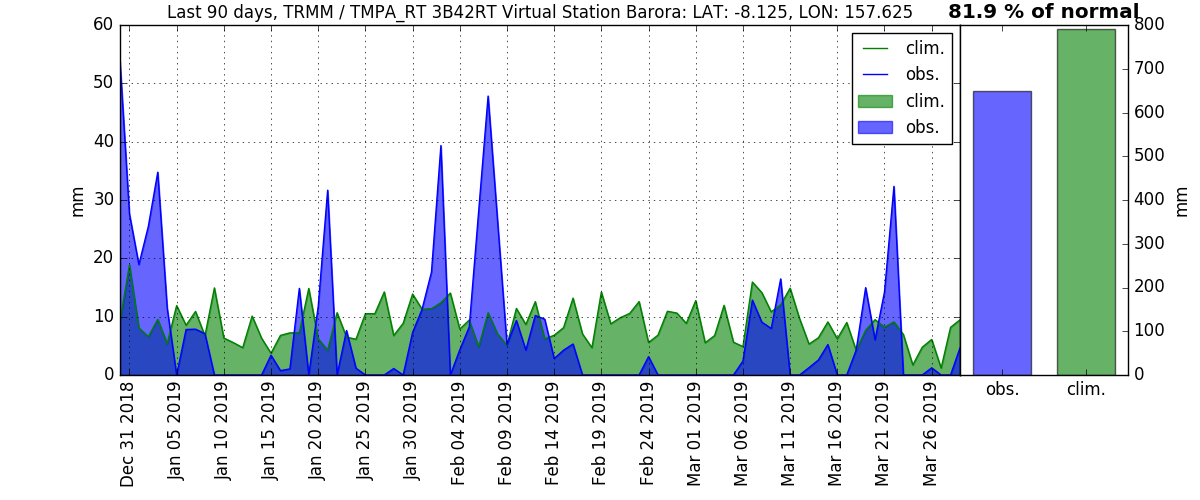 Last 90 days, TRMM / TMPA_RT 3B42RT Virtual Station Barora: LAT: -8.125, LON: 157.625
81.9 % of normal
60
50
40
30
20
10
0
mm
clim.
obs.
clim.
obs.
800
700
600
500
400
300
200
100
0
mm
obs.
clim.
Dec 31 2018
Jan 05 2019
Jan 10 2019
Jan 15 2019
Jan 20 2019
Jan 25 2019
Jan 30 2019
Feb 04 2019
Feb 09 2019
Feb 14 2019
Feb 19 2019
Feb 24 2019
Mar 01 2019
Mar 06 2019
Mar 11 2019
Mar 16 2019
Mar 21 2019
Mar 26 2019